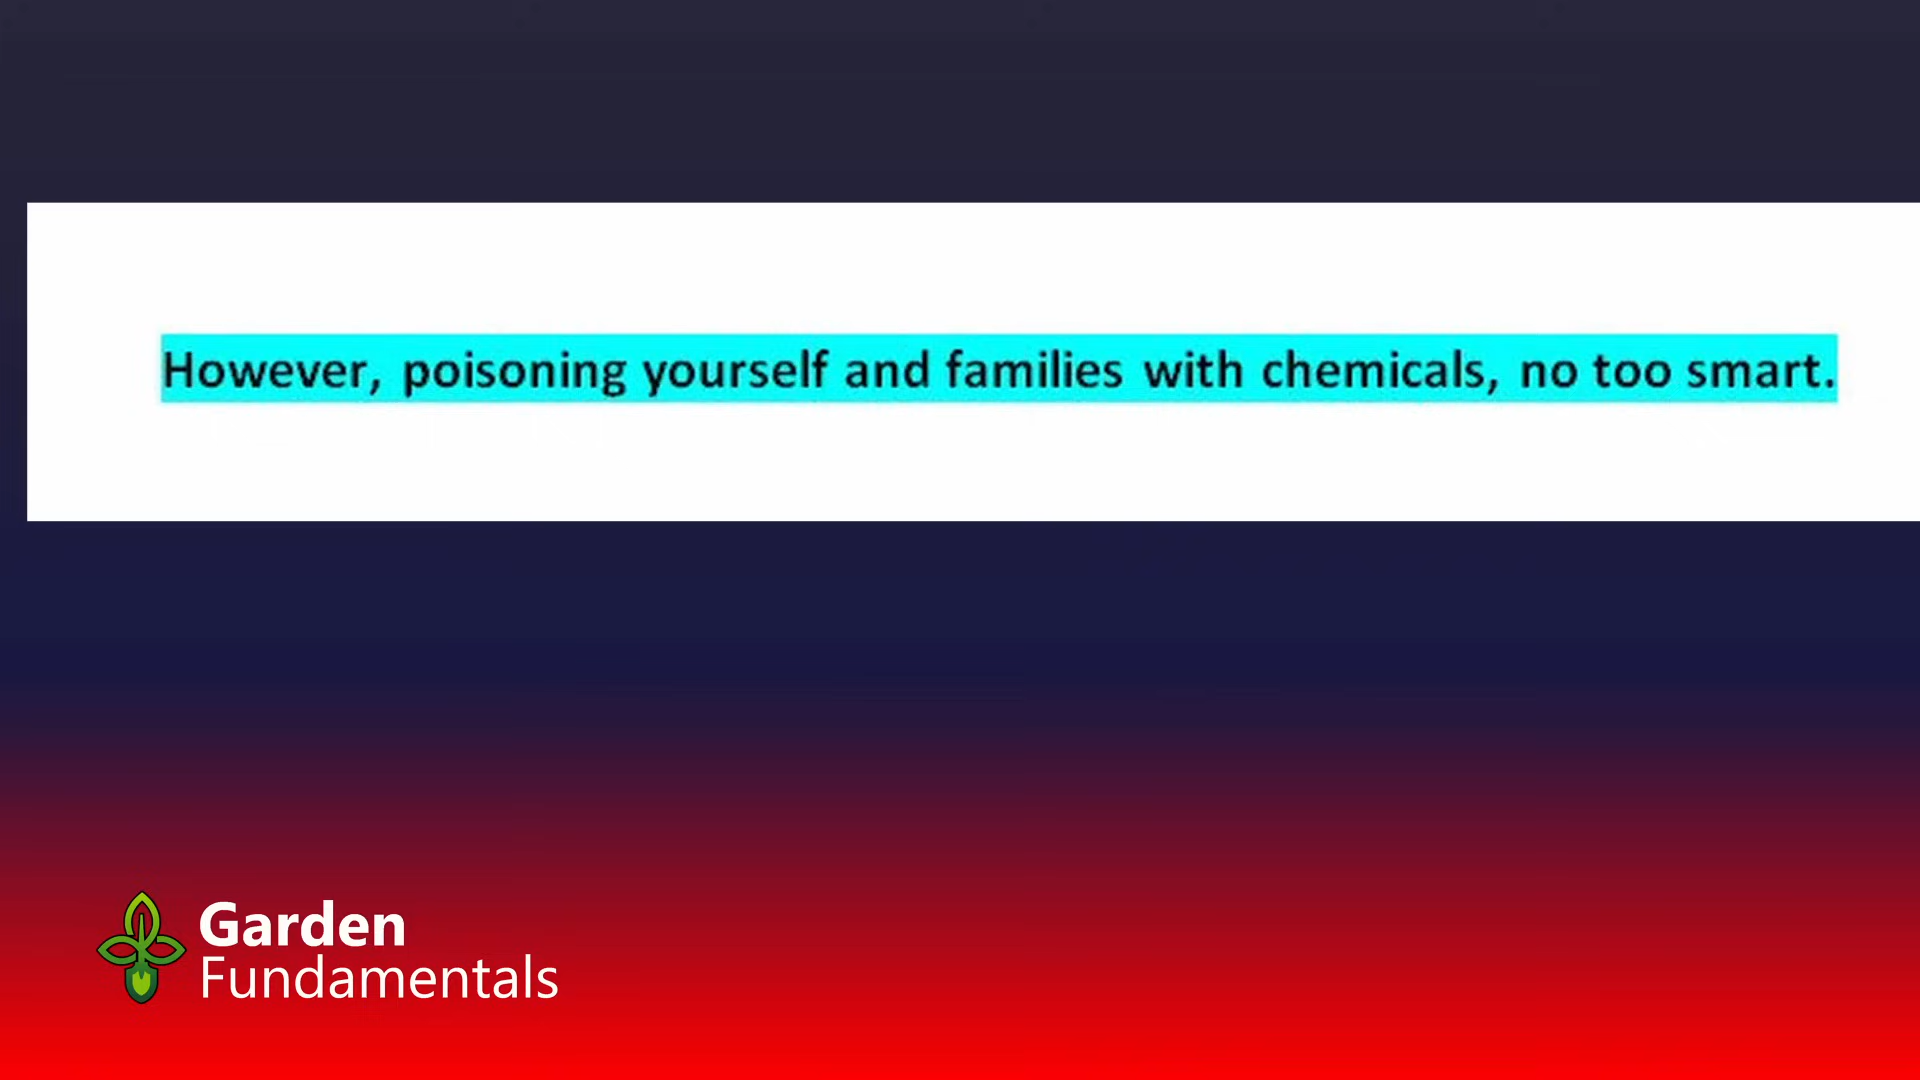 However, poisoning yourself and families with chemicals, no too smart.
Garden
Fundamentals